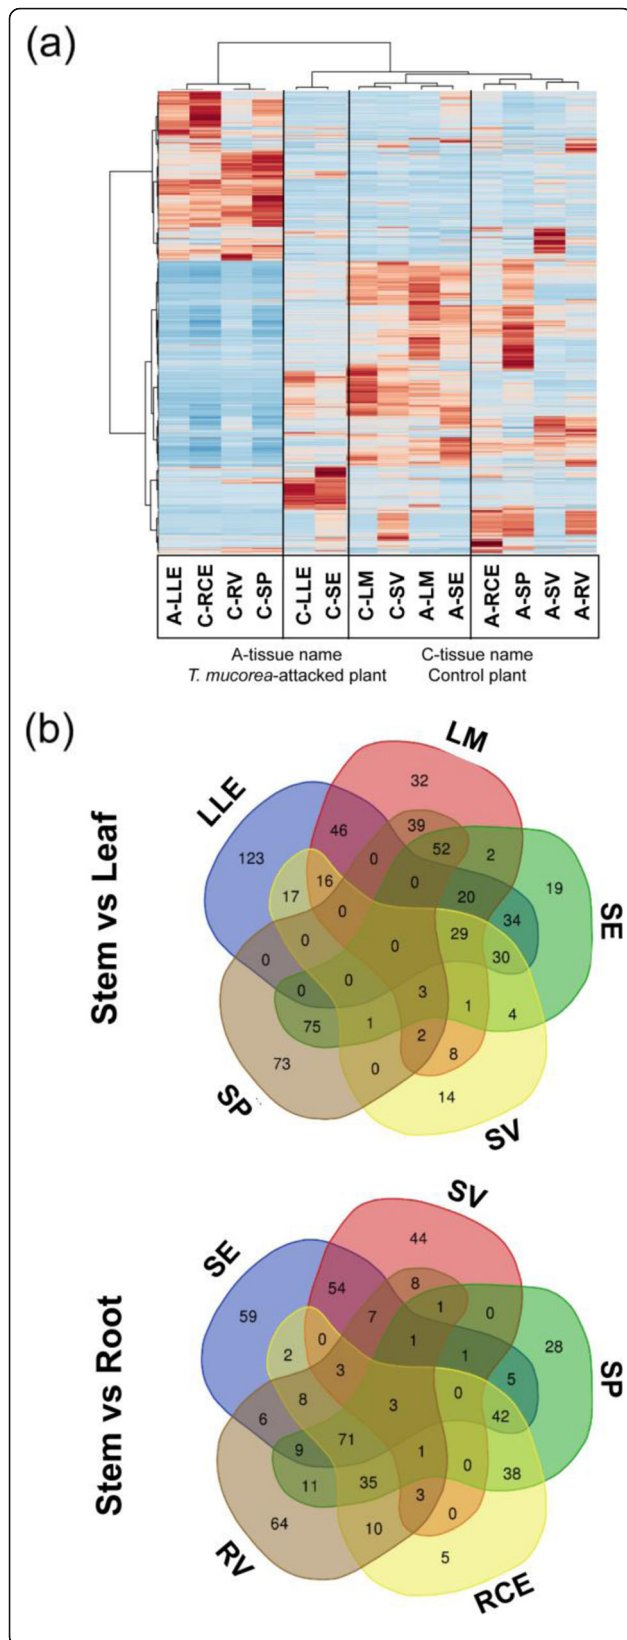 (a)
A-LLE
C-RCE
C-RV
C-SP
C-LLE
C-SE
C-LM
C-SV
A-LM
A-SE
A-RCE
A-SP
A-SV
A-RV
A-tissue name
T. mucorea-attacked plant
C-tissue name
Control plant
(b)
Stem vs Leaf
LLE
LM
SE
SV
SP
32
46
39
123
0
52
2
19
17
16
0
20
34
0
29
0
0
30
0
0
0
3
1
4
75
1
2
73
0
8
14
Stem vs Root
SE
SV
SP
RCE
RV
44
54
8
59
7
1
0
28
2
0
1
1
5
3
8
3
0
42
6
71
9
1
0
38
11
35
3
64
10
0
5